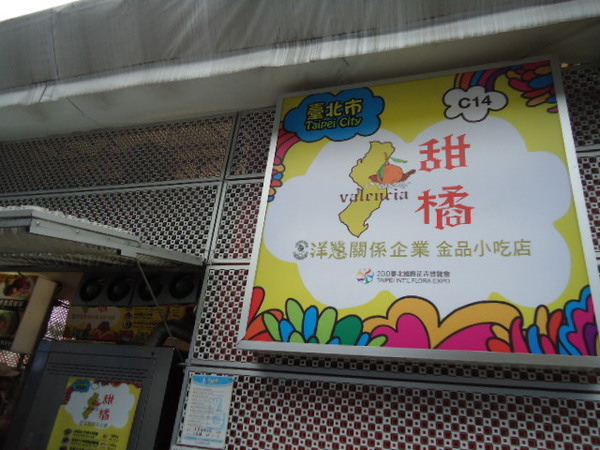 臺北市
Taipei City
C14
甜橘
valencia
洋蔥關係企業 金品小吃店
2010臺北國際花卉博覽會
TAIPEI INT'L FLORA EXPO
甜橘